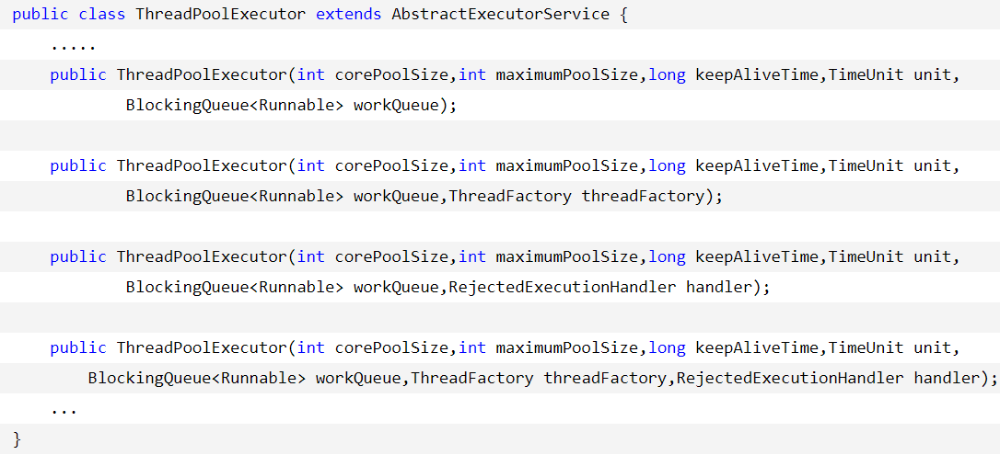 public class ThreadPoolExecutor extends AbstractExecutorService {
    .....
    public ThreadPoolExecutor(int corePoolSize,int maximumPoolSize,long keepAliveTime,TimeUnit unit,
            BlockingQueue<Runnable> workQueue);

    public ThreadPoolExecutor(int corePoolSize,int maximumPoolSize,long keepAliveTime,TimeUnit unit,
            BlockingQueue<Runnable> workQueue,ThreadFactory threadFactory);

    public ThreadPoolExecutor(int corePoolSize,int maximumPoolSize,long keepAliveTime,TimeUnit unit,
            BlockingQueue<Runnable> workQueue,RejectedExecutionHandler handler);

    public ThreadPoolExecutor(int corePoolSize,int maximumPoolSize,long keepAliveTime,TimeUnit unit,
        BlockingQueue<Runnable> workQueue,ThreadFactory threadFactory,RejectedExecutionHandler handler);
    ...
}